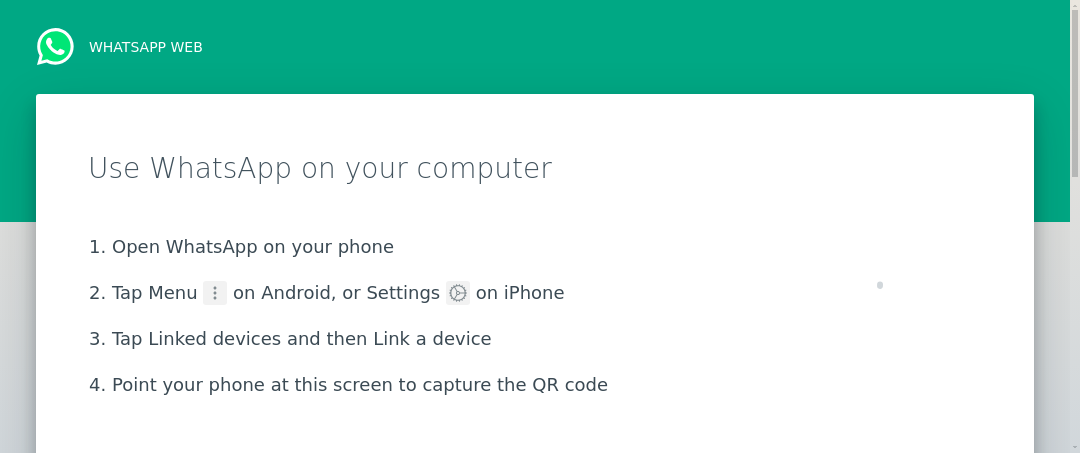 WHATSAPP WEB
Use WhatsApp on your computer
1. Open WhatsApp on your phone
2. Tap Menu on Android, or Settings on iPhone
3. Tap Linked devices and then Link a device
4. Point your phone at this screen to capture the QR code